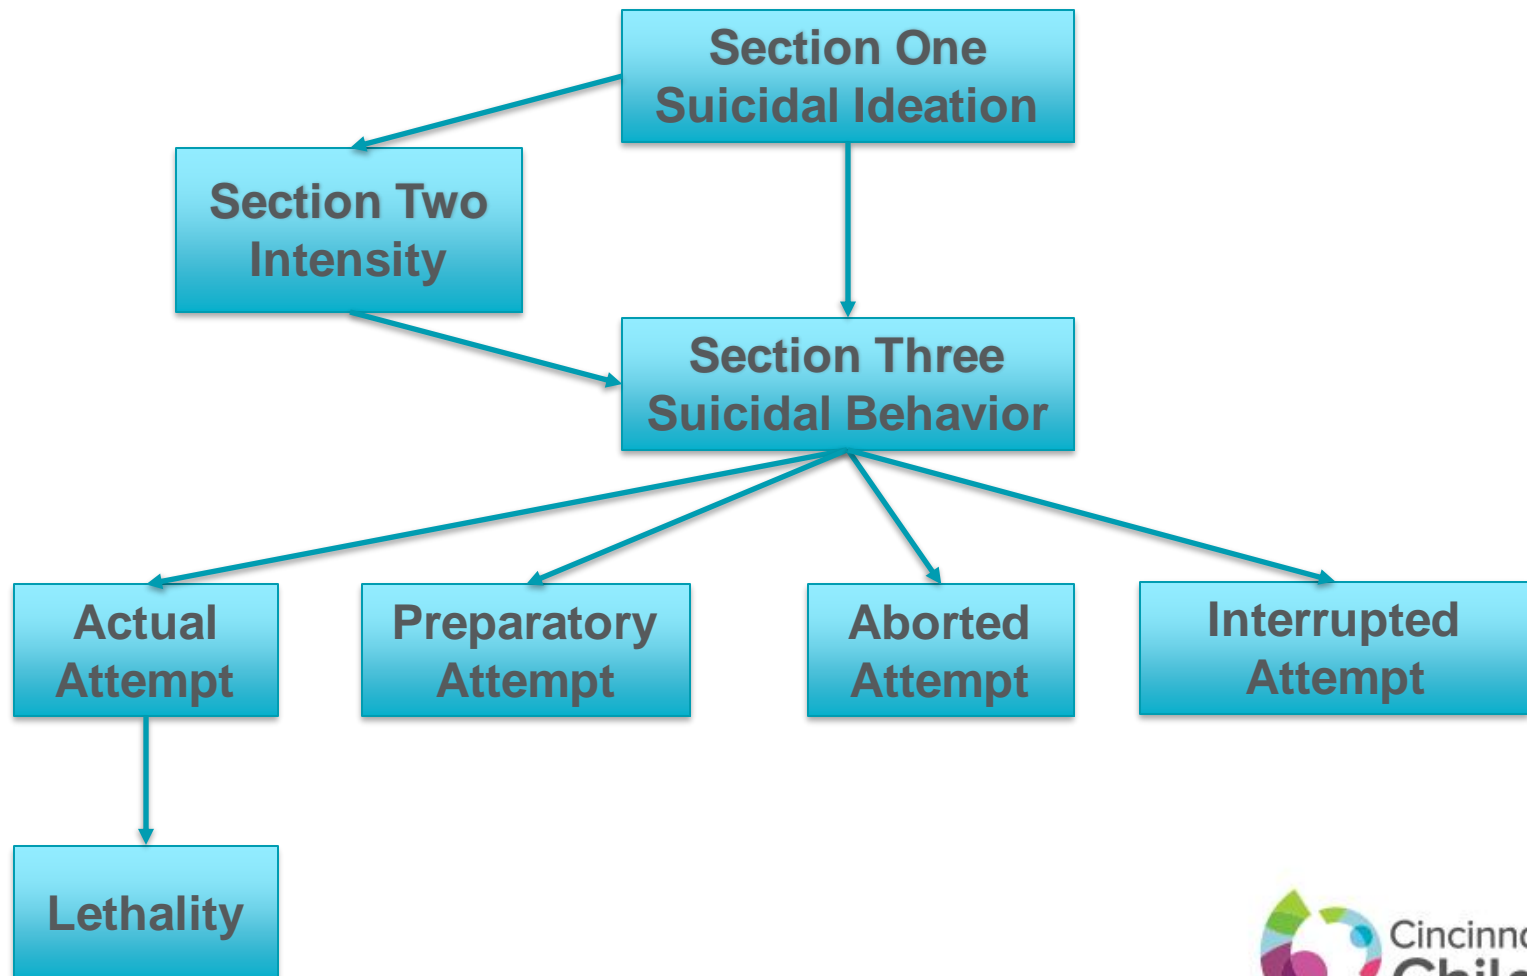 Section One
Suicidal Ideation
Section Two
Intensity
Section Three
Suicidal Behavior
Actual
Attempt
Preparatory
Attempt
Aborted
Attempt
Interrupted
Attempt
Lethality